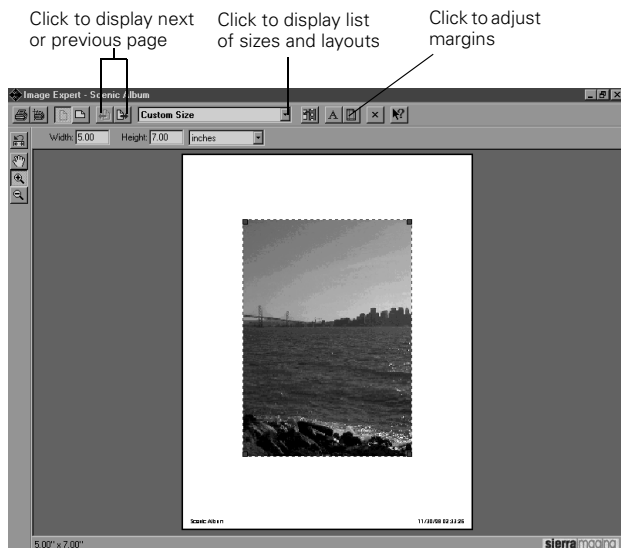 Click to display next
or previous page
Click to display list
of sizes and layouts
Click to adjust
margins
Image Expert - Scenic Album
Custom Size
A
Width: 5.00 Height: 7.00 inches
Scenic Album 11/30/98 02:33:26
5.00" x 7.00"
sierra imaging